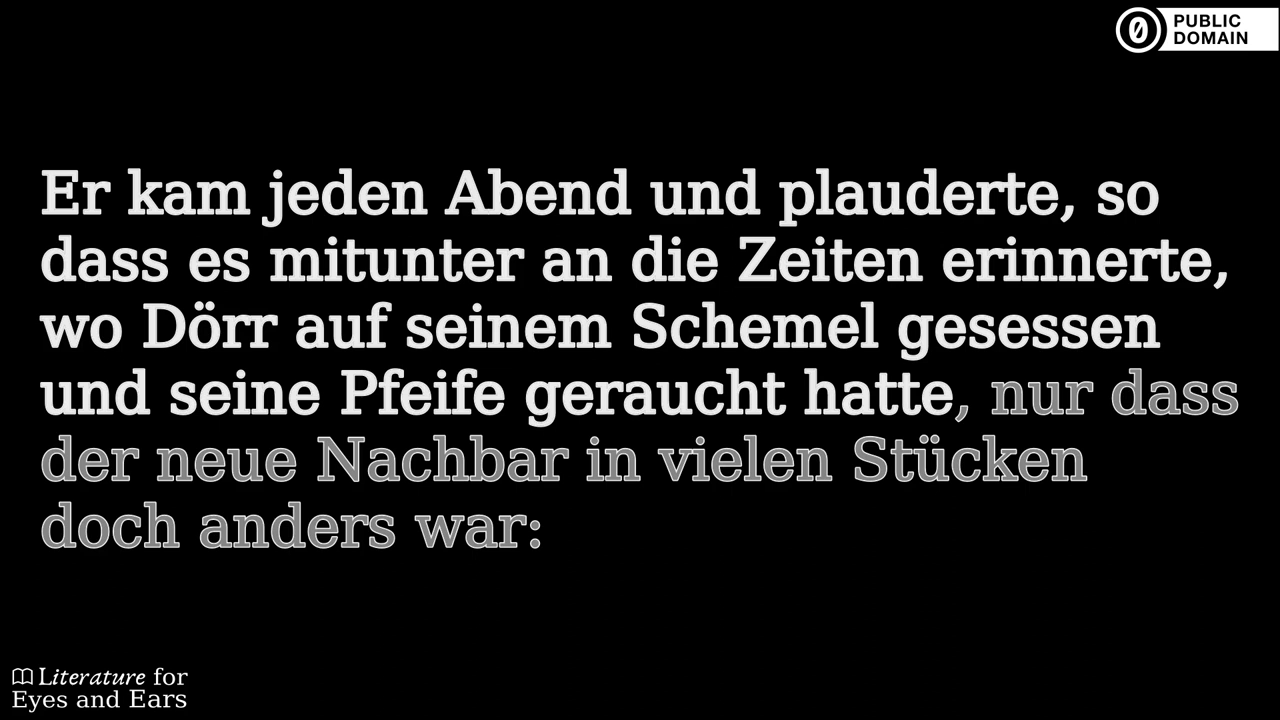 PUBLIC
DOMAIN
Er kam jeden Abend und plauderte, so
dass es mitunter an die Zeiten erinnerte,
wo Dörr auf seinem Schemel gesessen
und seine Pfeife geraucht hatte, nur dass
der neue Nachbar in vielen Stücken
doch anders war:
Literature for
Eyes and Ears